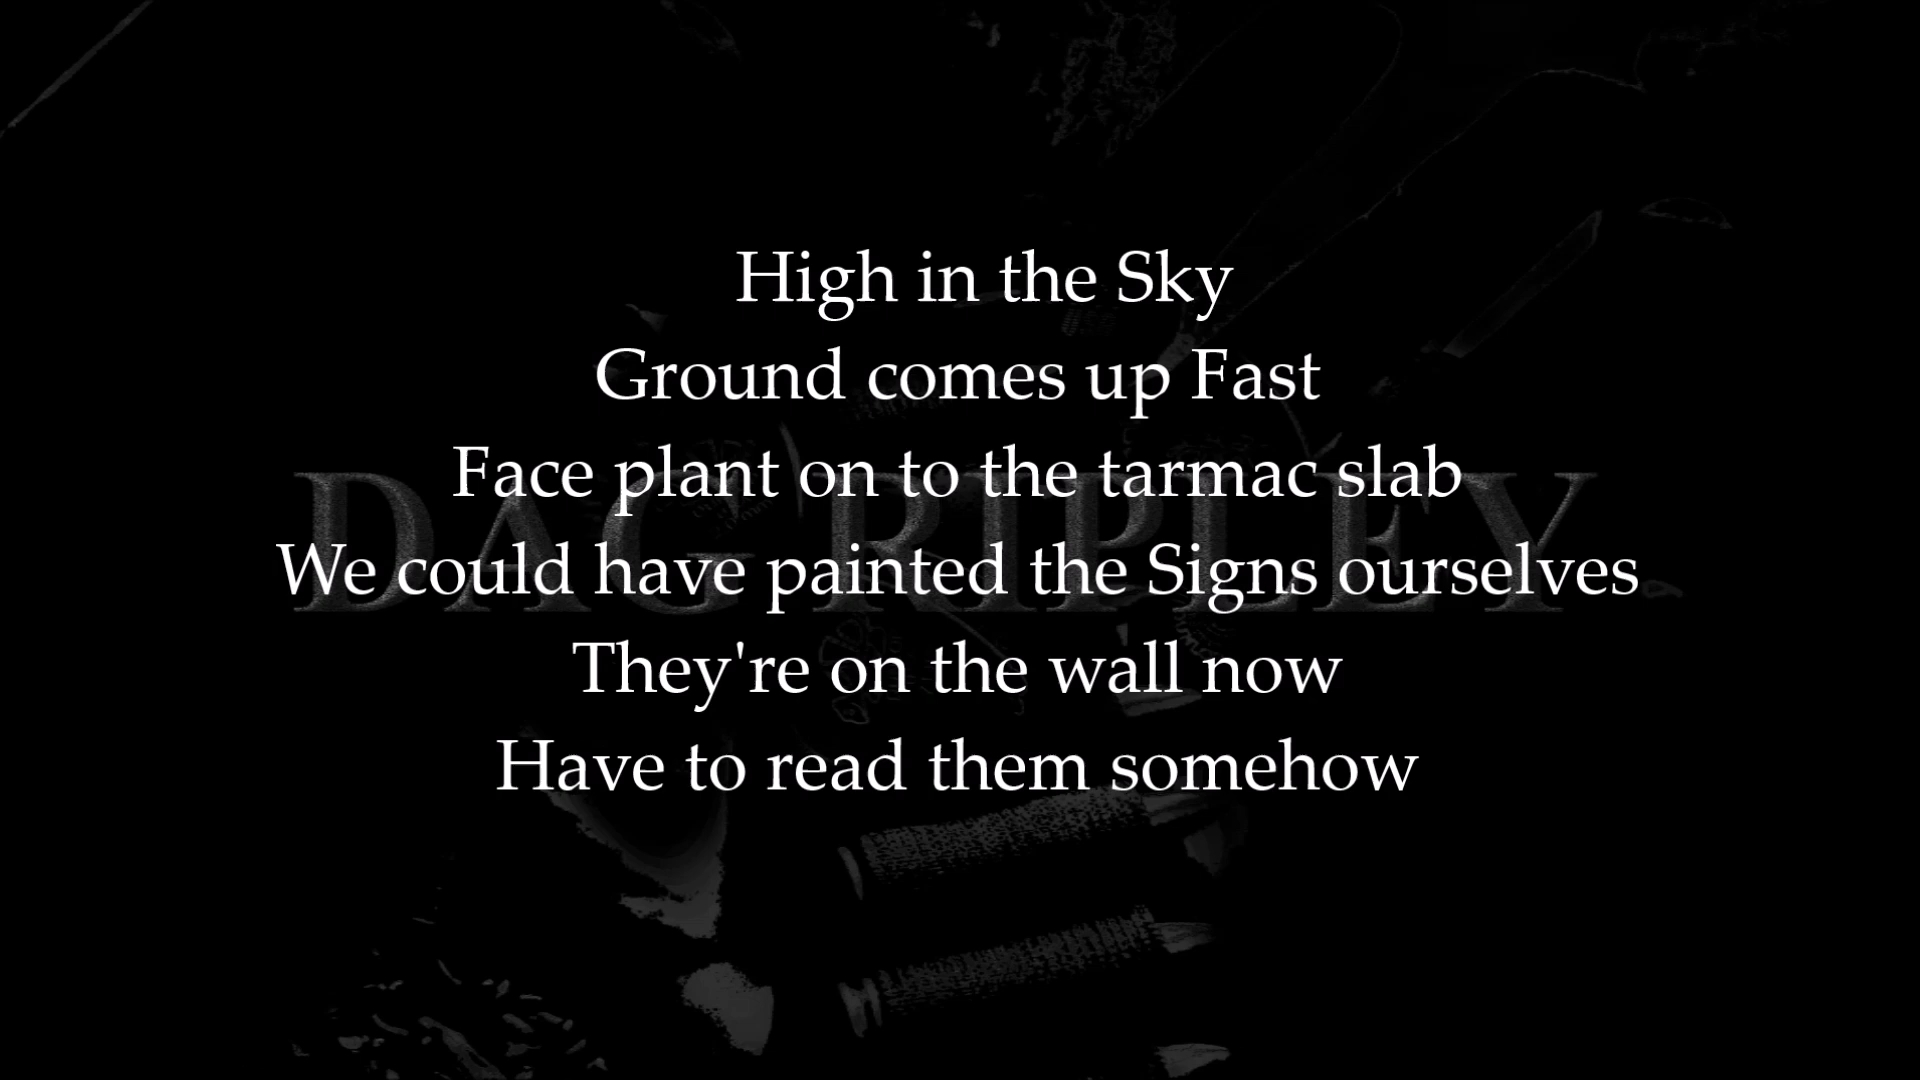 High in the Sky
Ground comes up Fast
Face plant on to the tarmac slab
DAG RIPLEY
We could have painted the Signs ourselves
They're on the wall now
Have to read them somehow